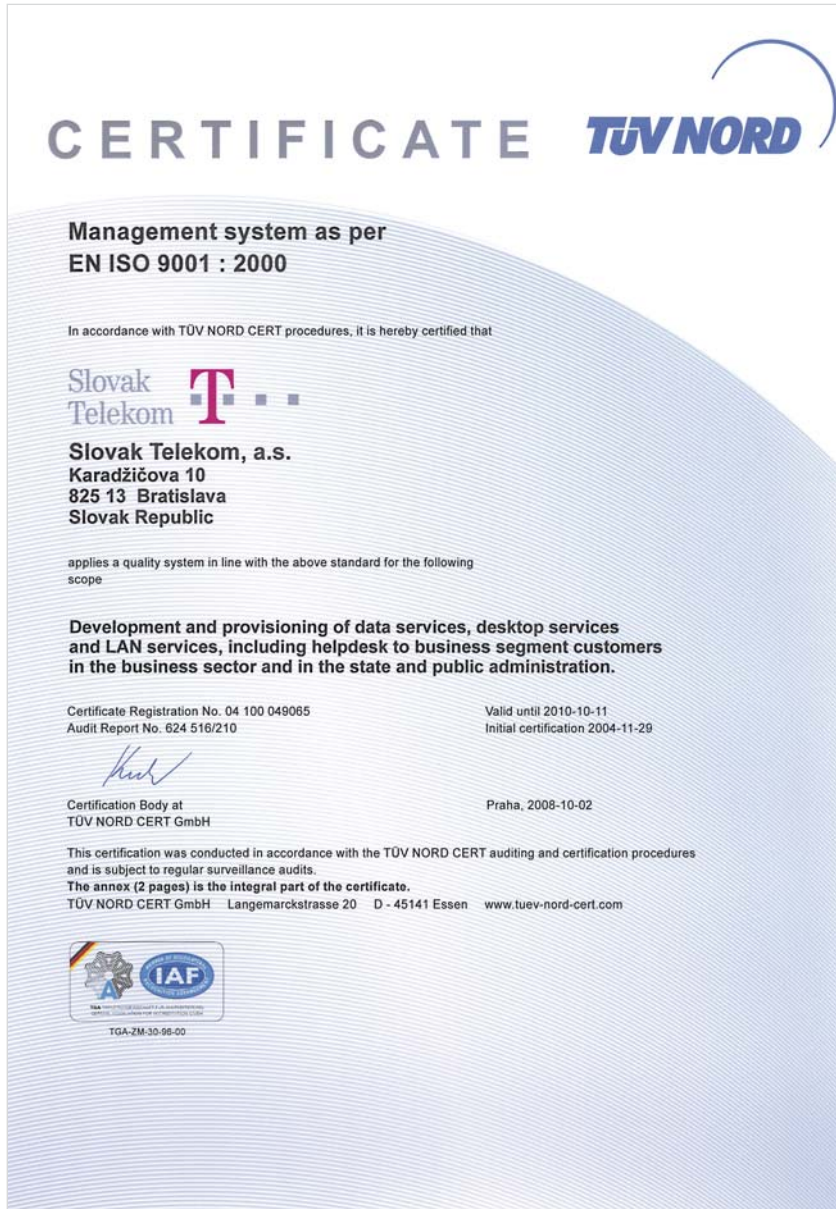 CERTIFICATE
TÜV NORD
Management system as per
EN ISO 9001 : 2000
In accordance with TÜV NORD CERT procedures, it is hereby certified that
Slovak
Telekom
T
Slovak Telekom, a.s.
Karadžičova 10
825 13 Bratislava
Slovak Republic
applies a quality system in line with the above standard for the following
scope
Development and provisioning of data services, desktop services
and LAN services, including helpdesk to business segment customers
in the business sector and in the state and public administration.
Certificate Registration No. 04 100 049065
Audit Report No. 624 516/210
Valid until 2010-10-11
Initial certification 2004-11-29
Certification Body at
TÜV NORD CERT GmbH
Praha, 2008-10-02
This certification was conducted in accordance with the TÜV NORD CERT auditing and certification procedures
and is subject to regular surveillance audits.
The annex (2 pages) is the integral part of the certificate.
TÜV NORD CERT GmbH Langemarckstrasse 20 D - 45141 Essen www.tuev-nord-cert.com
IAF
TGA
TGA-ZM-30-96-00